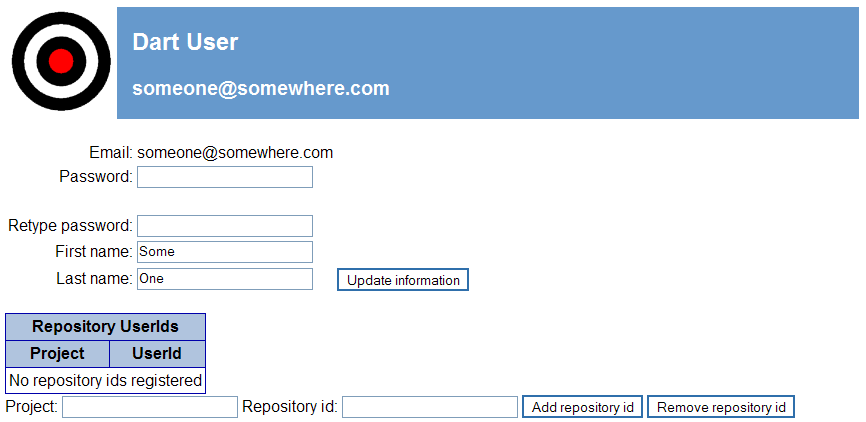 Dart User
someone@somewhere.com
Email: someone@somewhere.com
Password:
Retype password:
First name: Some
Last name: One Update information
Repository UserIds
Project UserId
No repository ids registered
Project: Repository id: Add repository id Remove repository id